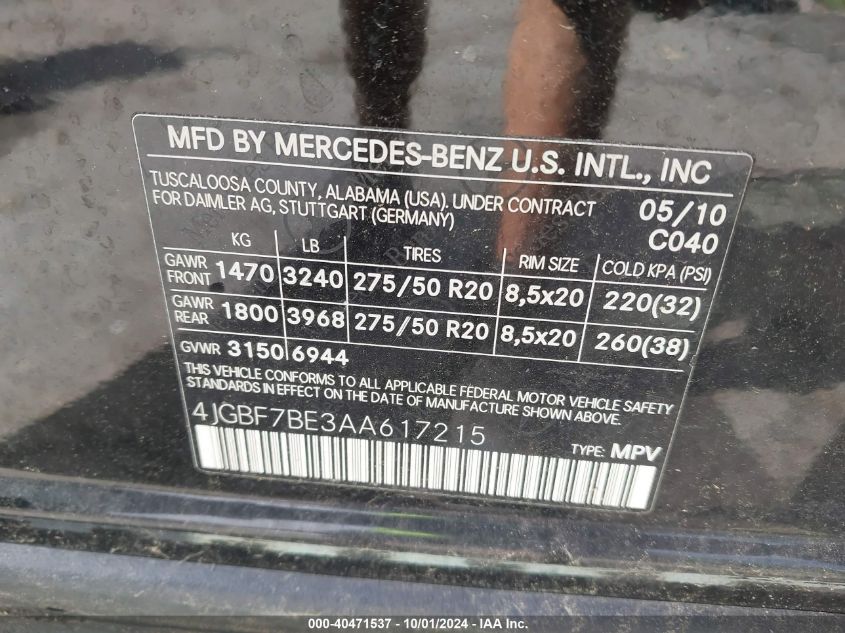 MFD BY MERCEDES-BENZ U.S. INTL., INC
TUSCALOOSA COUNTY, ALABAMA (USA). UNDER CONTRACT 05/10
FOR DAIMLER AG, STUTTGART (GERMANY) C040
KG LB TIRES RIM SIZE COLD KPA (PSI)
GAWR FRONT 1470 3240 275/50 R20 8,5x20 220(32)
GAWR REAR 1800 3968 275/50 R20 8,5x20 260(38)
GVWR 3150 6944
THIS VEHICLE CONFORMS TO ALL APPLICABLE FEDERAL MOTOR VEHICLE SAFETY
STANDARDS IN EFFECT ON THE DATE OF MANUFACTURE SHOWN ABOVE.
4JGBF7BE3AA617215 TYPE: MPV
000-40471537 - 10/01/2024 - IAA Inc.